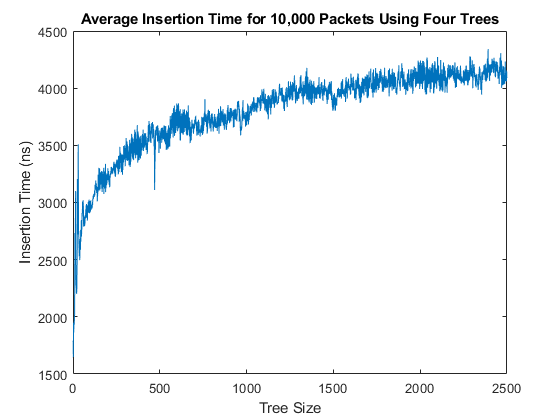 Average Insertion Time for 10,000 Packets Using Four Trees
4500
4000
3500
3000
2500
2000
1500
Insertion Time (ns)
0 500 1000 1500 2000 2500
Tree Size